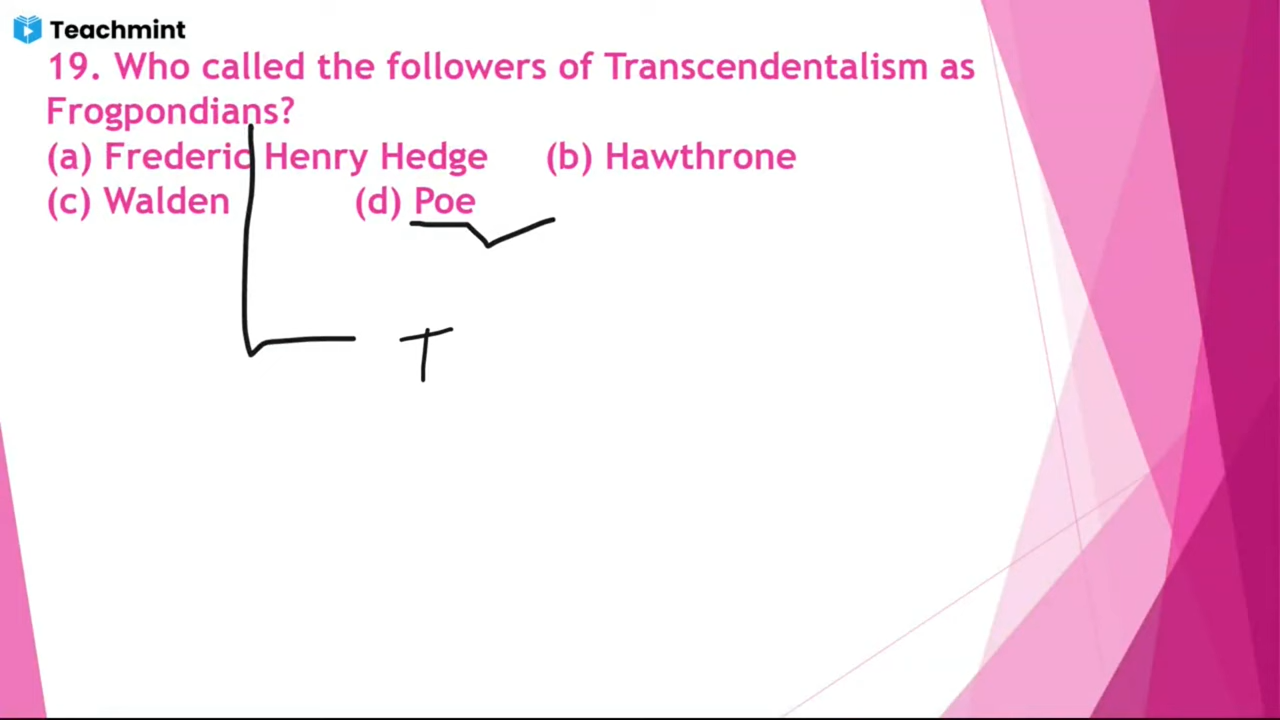 Teachmint
19. Who called the followers of Transcendentalism as
Frogpondians?
(a) Frederic Henry Hedge (b) Hawthrone
(c) Walden (d) Poe
T